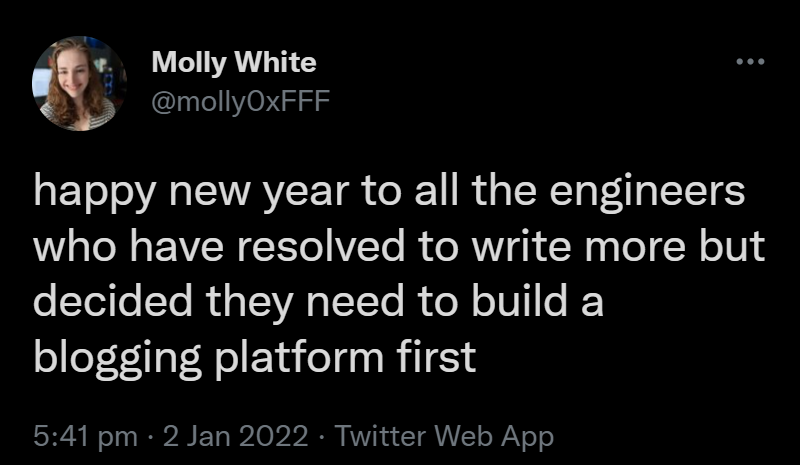 Molly White
@molly0xFFF
happy new year to all the engineers
who have resolved to write more but
decided they need to build a
blogging platform first
5:41 pm · 2 Jan 2022 · Twitter Web App